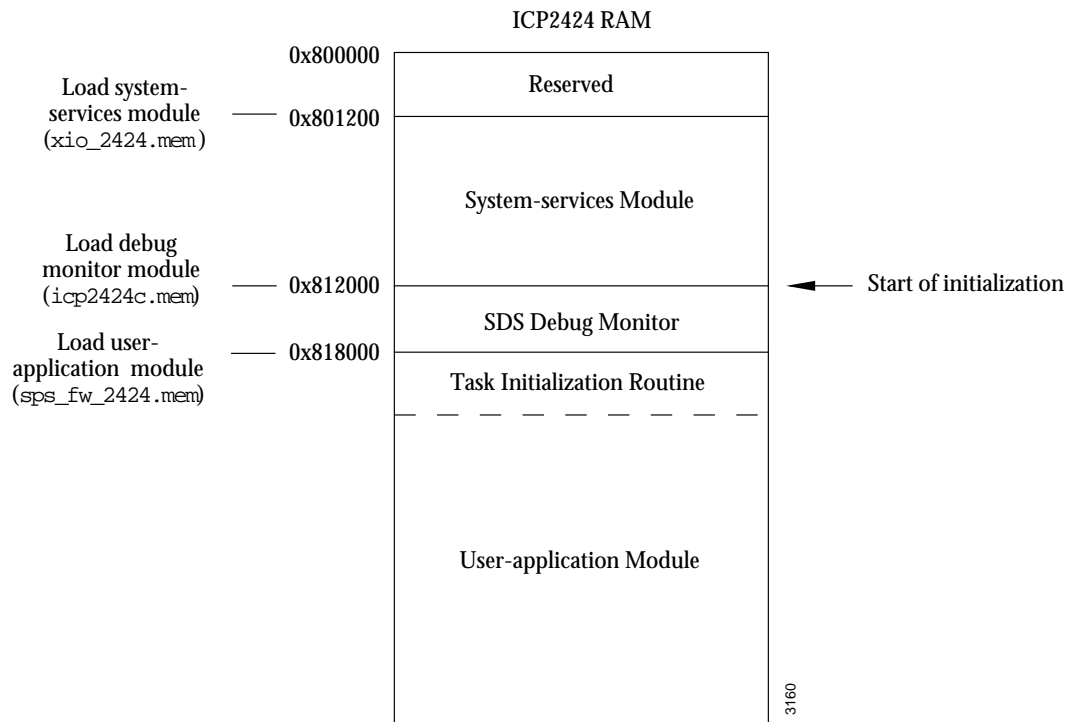 ICP2424 RAM
0x800000
Reserved
Load system-
services module
(xio_2424.mem)
0x801200
System-services Module
Load debug
monitor module
(icp2424c.mem)
0x812000
Start of initialization
SDS Debug Monitor
Load user-
application module
(sps_fw_2424.mem)
0x818000
Task Initialization Routine
User-application Module
3160